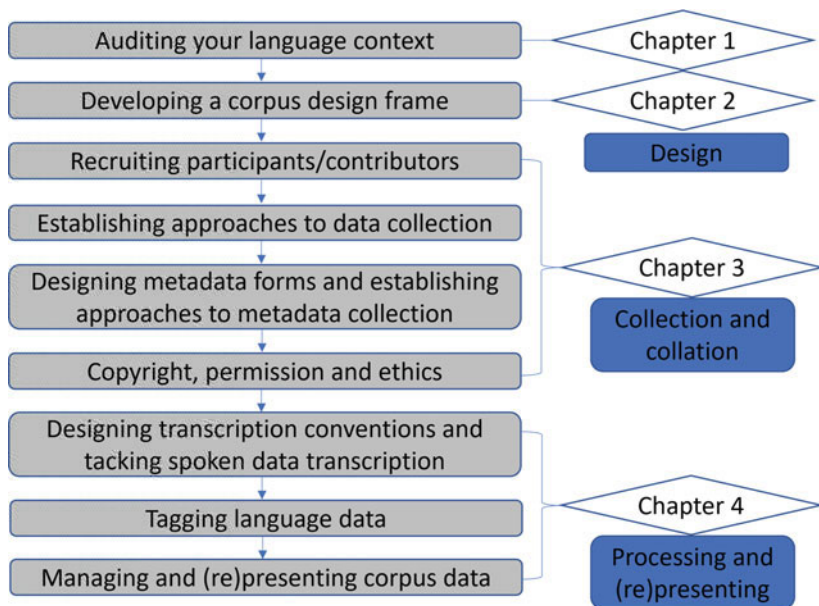 Auditing your language context
Chapter 1
Developing a corpus design frame
Chapter 2
Design
Recruiting participants/contributors
Establishing approaches to data collection
Designing metadata forms and establishing
approaches to metadata collection
Copyright, permission and ethics
Chapter 3
Collection and
collation
Designing transcription conventions and
tacking spoken data transcription
Tagging language data
Managing and (re)presenting corpus data
Chapter 4
Processing and
(re)presenting